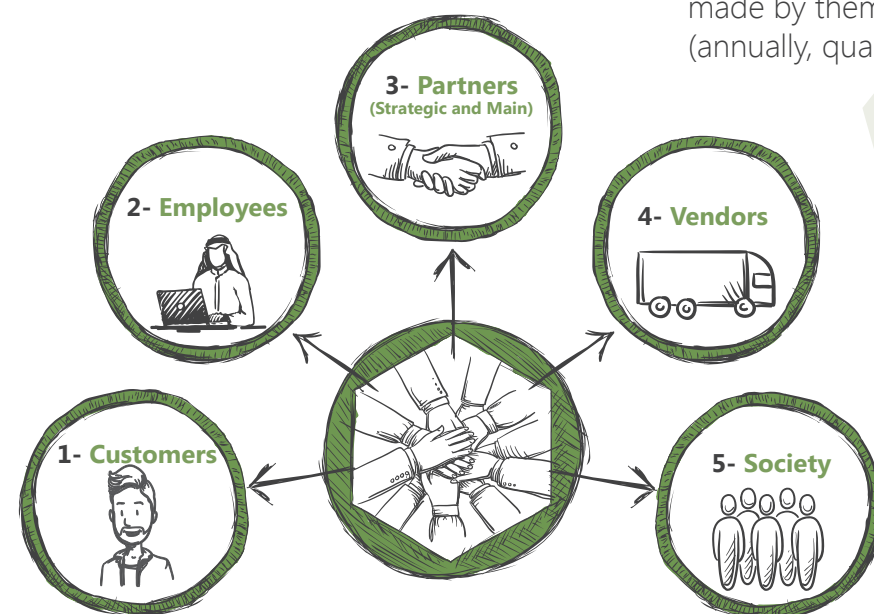 made by them
(annually, qua
3- Partners
(Strategic and Main)
2- Employees
4- Vendors
1- Customers
5- Society